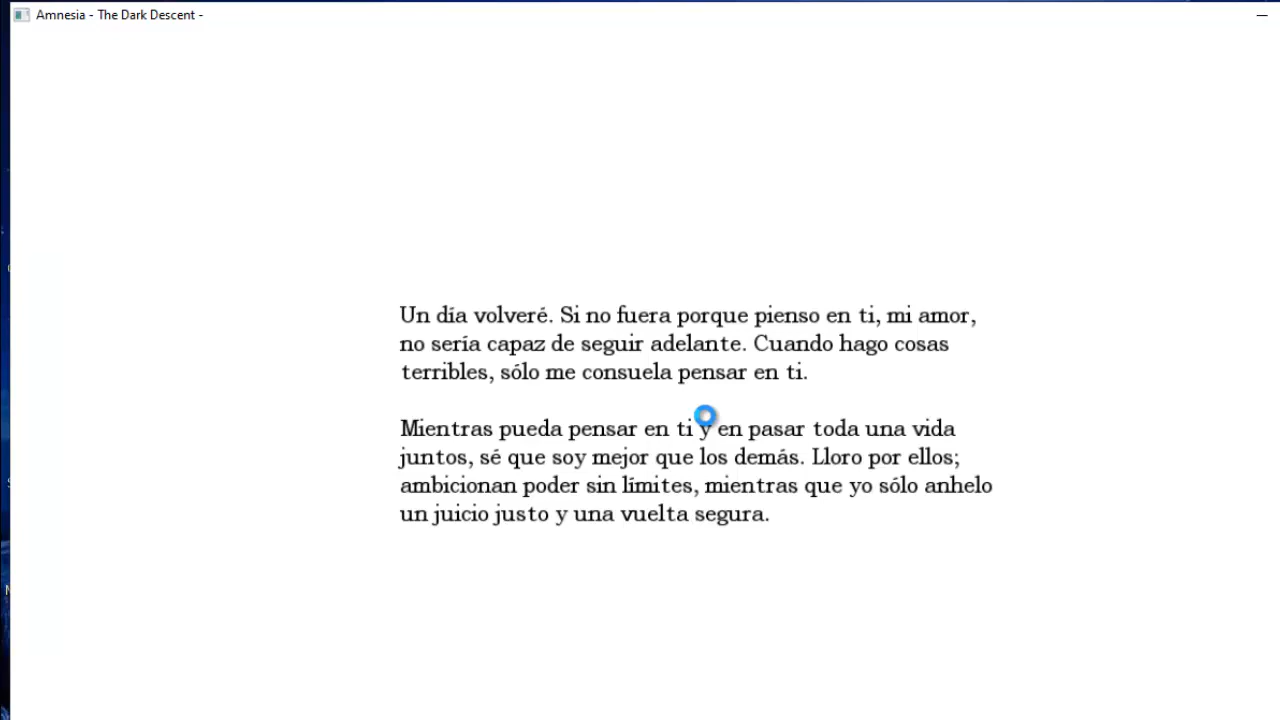 Amnesia - The Dark Descent -
Un día volveré. Si no fuera porque pienso en ti, mi amor,
no sería capaz de seguir adelante. Cuando hago cosas
terribles, sólo me consuela pensar en ti.
Mientras pueda pensar en ti y en pasar toda una vida
juntos, sé que soy mejor que los demás. Lloro por ellos;
ambicionan poder sin límites, mientras que yo sólo anhelo
un juicio justo y una vuelta segura.